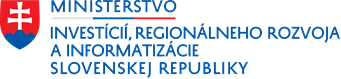 MINISTERSTVO
INVESTÍCIÍ, REGIONÁLNEHO ROZVOJA
A INFORMATIZÁCIE
SLOVENSKEJ REPUBLIKY